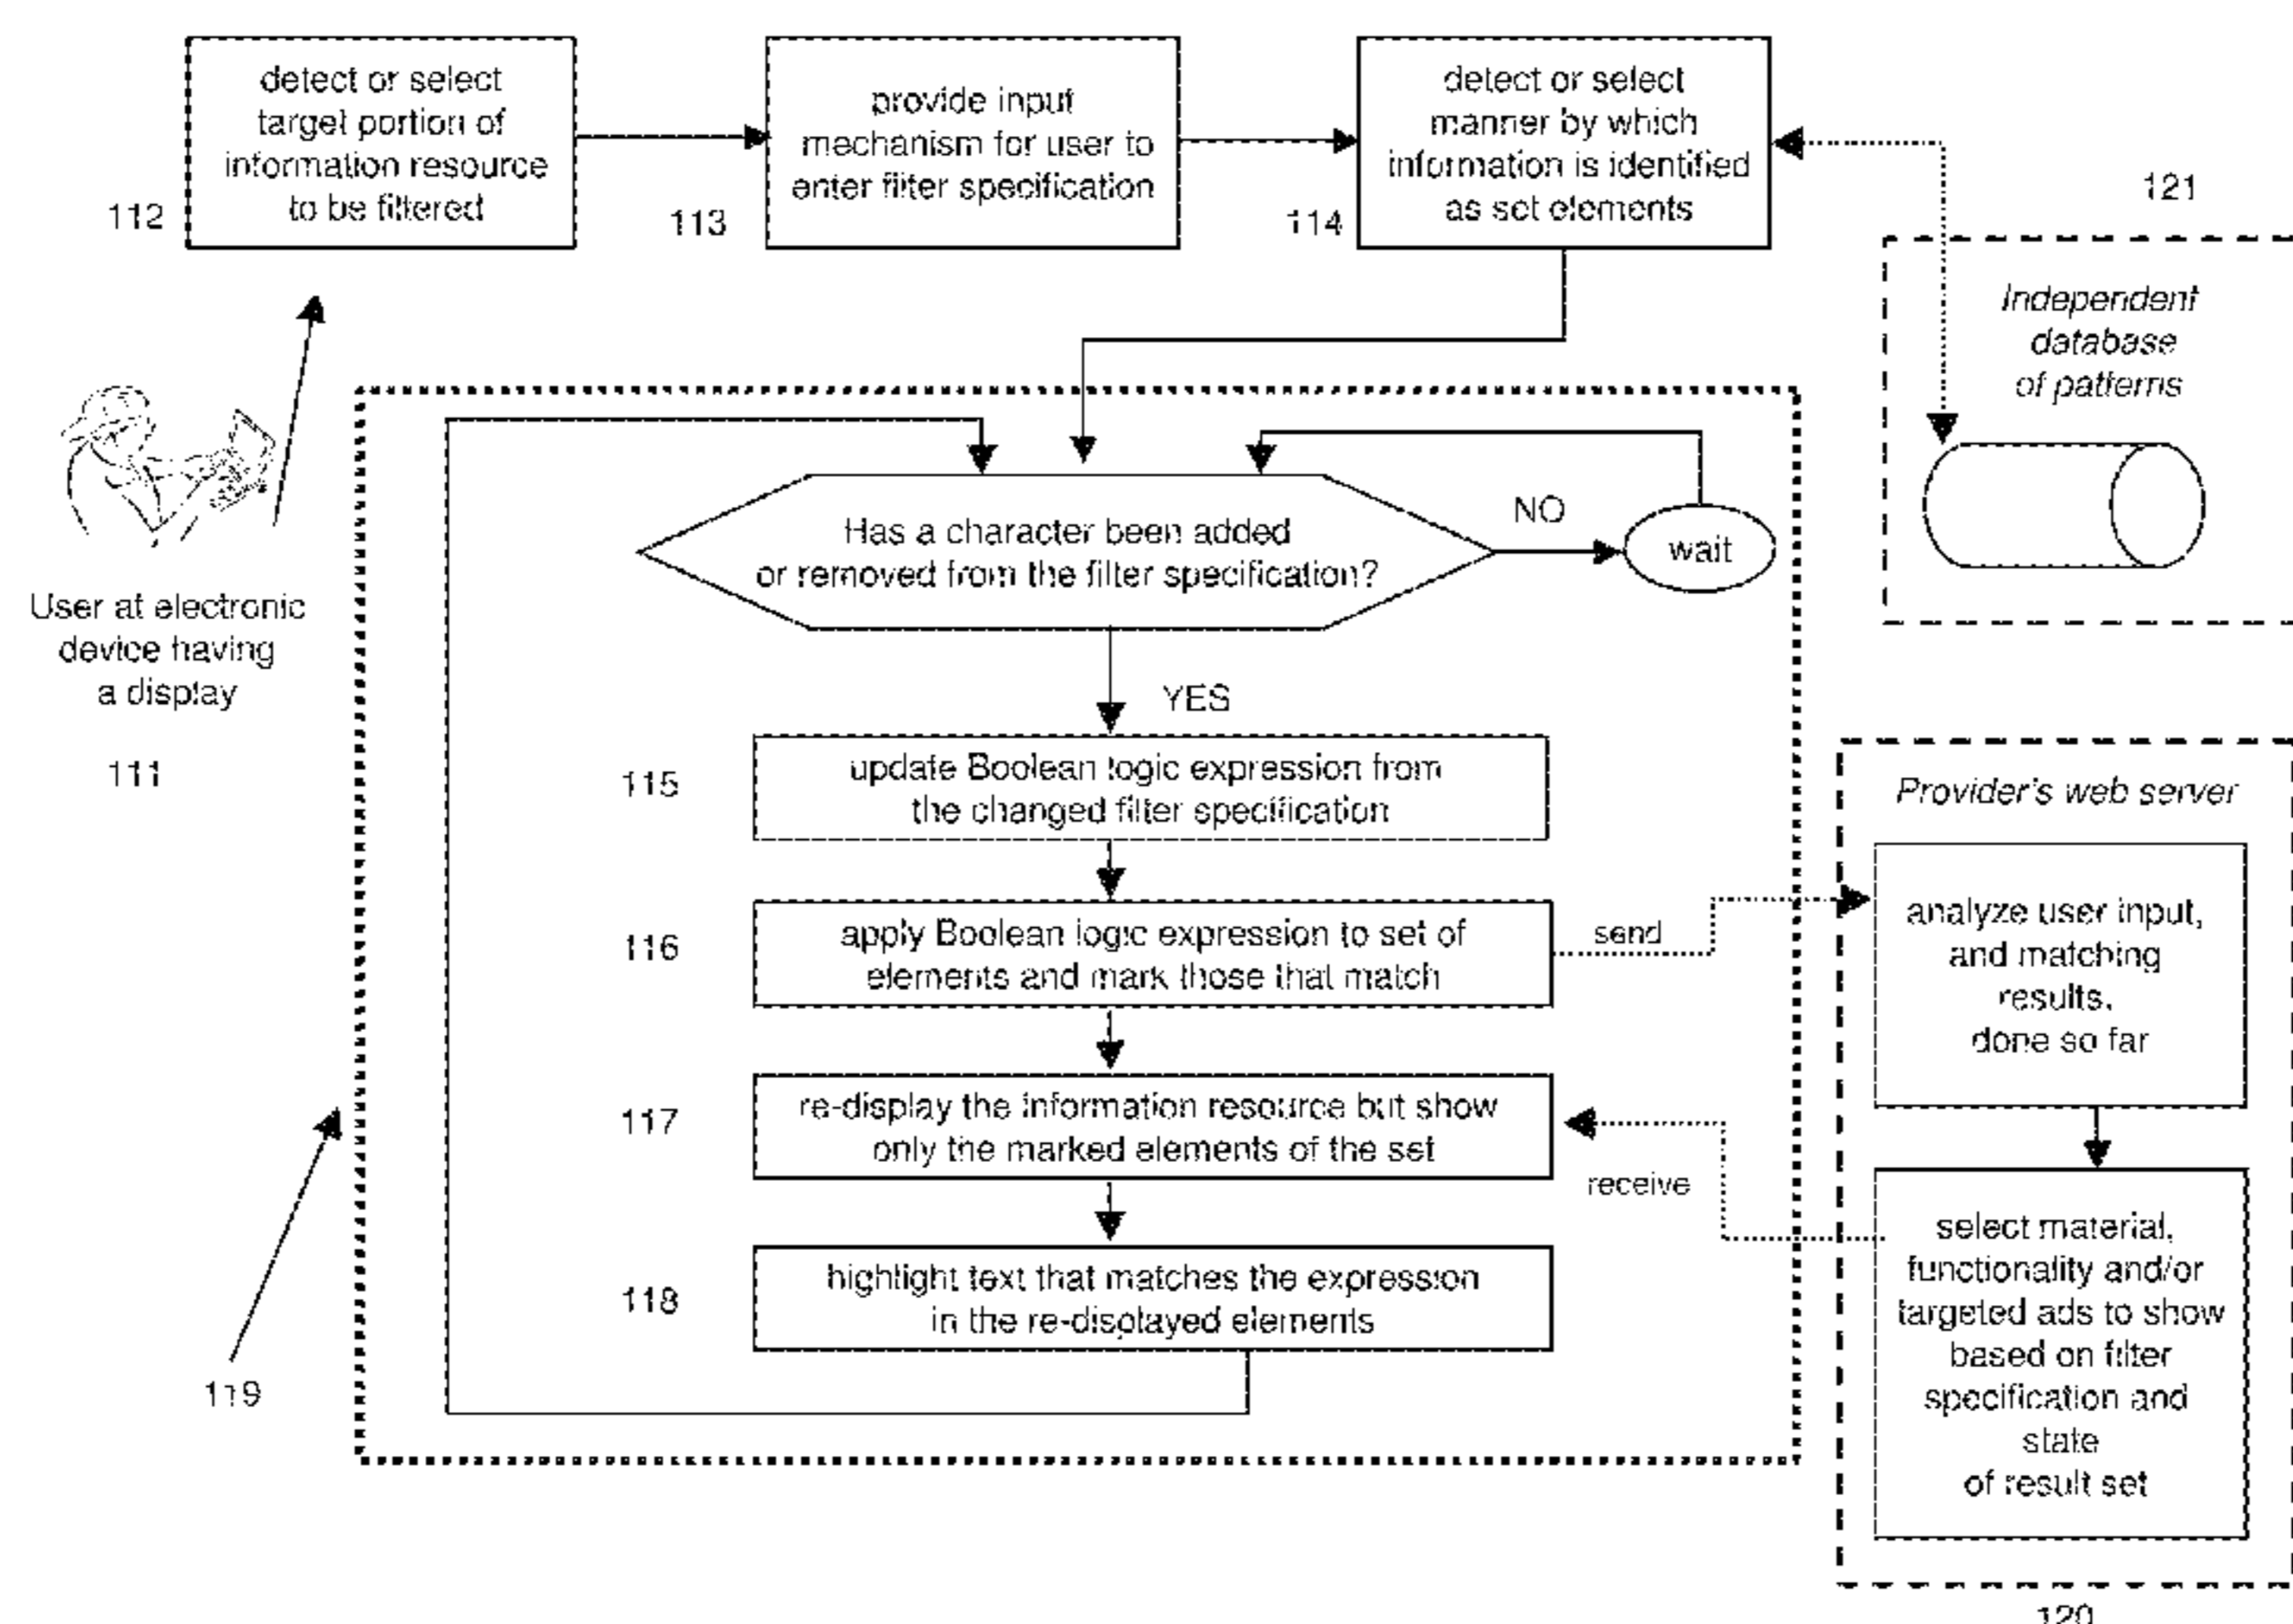 detect or select
target portion of
information resource
to be filtered
112
provide input
mechanism for user to
enter filter specification
113
detect or select
manner by which
information is identified
as set elements
114
121
Independent
database
of patterns
User at electronic
device having
a display
111
Has a character been added
or removed from the filter specification?
NO
wait
YES
115
update Boolean logic expression from
the changed filter specification
116
apply Boolean logic expression to set of
elements and mark those that match
send
117
re-display the information resource but show
only the marked elements of the set
receive
118
highlight text that matches the expression
in the re-displayed elements
119
Provider's web server
analyze user input,
and matching
results,
done so far
select material,
functionality and/or
targeted ads to show
based on filter
specification and
state
of result set
120